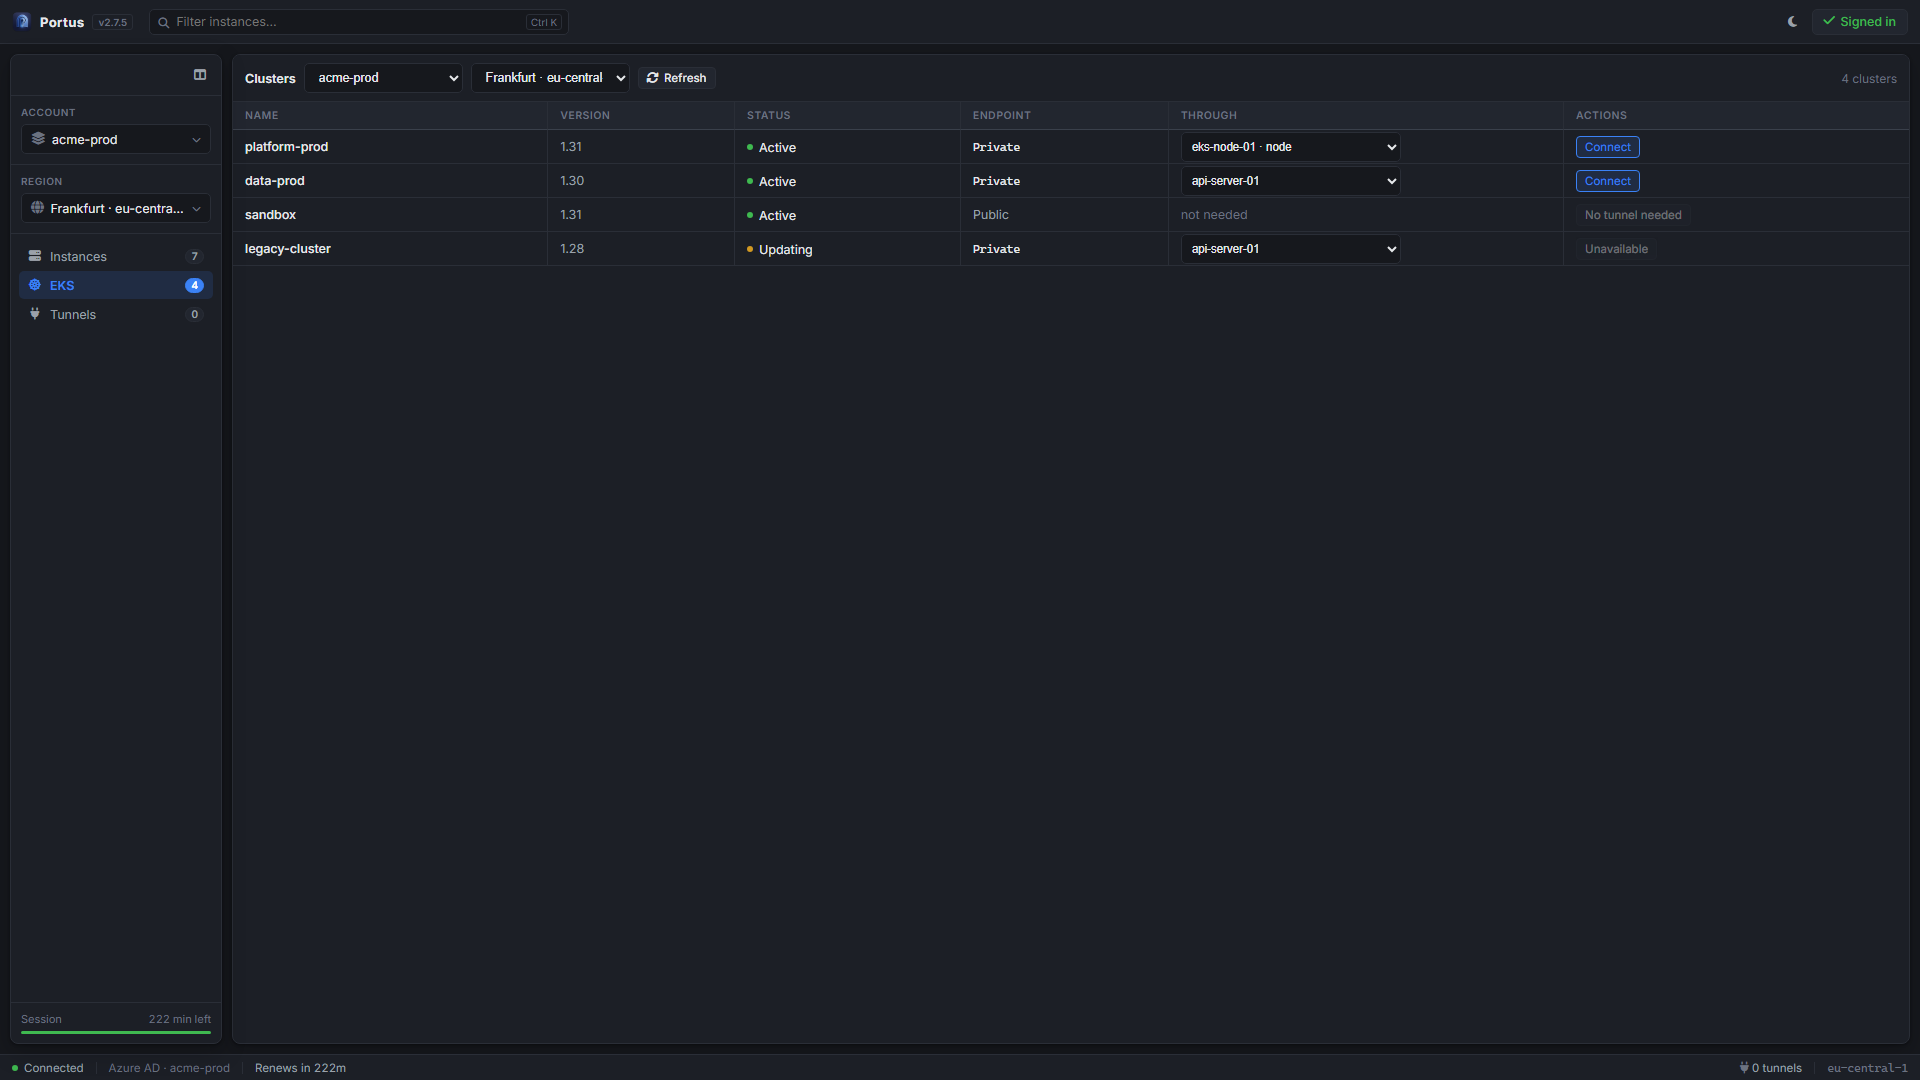 Portus v2.7.5 Filter instances... Ctrl K Signed in
Clusters acme-prod Frankfurt · eu-central Refresh 4 clusters
ACCOUNT
acme-prod
REGION
Frankfurt · eu-centra...
Instances 7
EKS 4
Tunnels 0
NAME VERSION STATUS ENDPOINT THROUGH ACTIONS
platform-prod 1.31 Active Private eks-node-01 · node Connect
data-prod 1.30 Active Private api-server-01 Connect
sandbox 1.31 Active Public not needed No tunnel needed
legacy-cluster 1.28 Updating Private api-server-01 Unavailable
Session 222 min left
Connected Azure AD · acme-prod Renews in 222m 0 tunnels eu-central-1